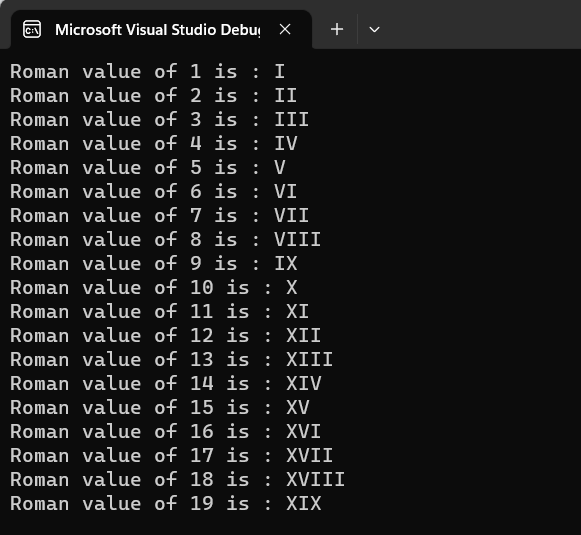 Microsoft Visual Studio Debug
Roman value of 1 is : I
Roman value of 2 is : II
Roman value of 3 is : III
Roman value of 4 is : IV
Roman value of 5 is : V
Roman value of 6 is : VI
Roman value of 7 is : VII
Roman value of 8 is : VIII
Roman value of 9 is : IX
Roman value of 10 is : X
Roman value of 11 is : XI
Roman value of 12 is : XII
Roman value of 13 is : XIII
Roman value of 14 is : XIV
Roman value of 15 is : XV
Roman value of 16 is : XVI
Roman value of 17 is : XVII
Roman value of 18 is : XVIII
Roman value of 19 is : XIX